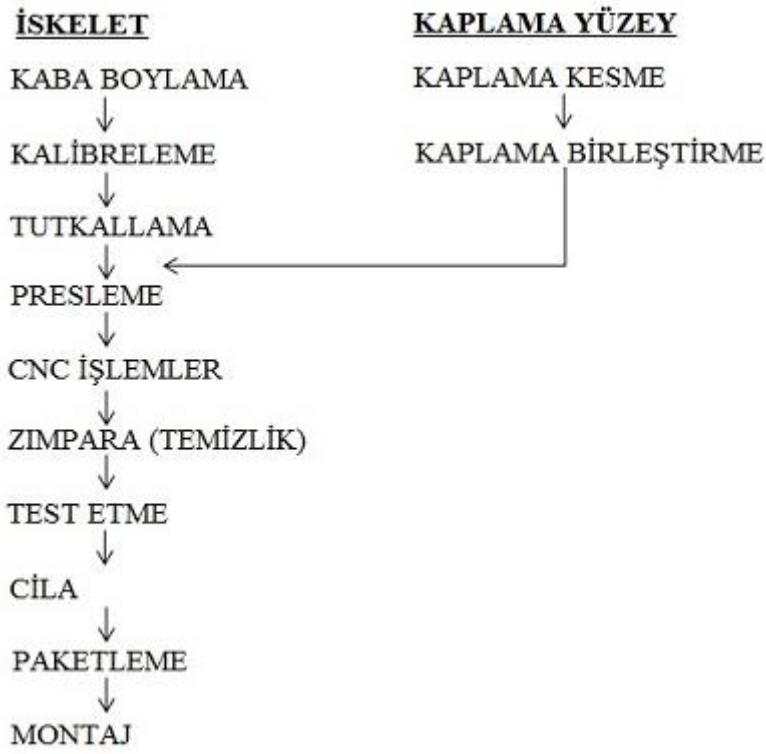 İSKELET
KABA BOYLAMA
KALİBRELEME
TUTKALLAMA
PRESLEME
CNC İŞLEMLER
ZIMPARA (TEMİZLİK)
TEST ETME
CİLA
PAKETLEME
MONTAJ
KAPLAMA YÜZEY
KAPLAMA KESME
KAPLAMA BİRLEŞTİRME